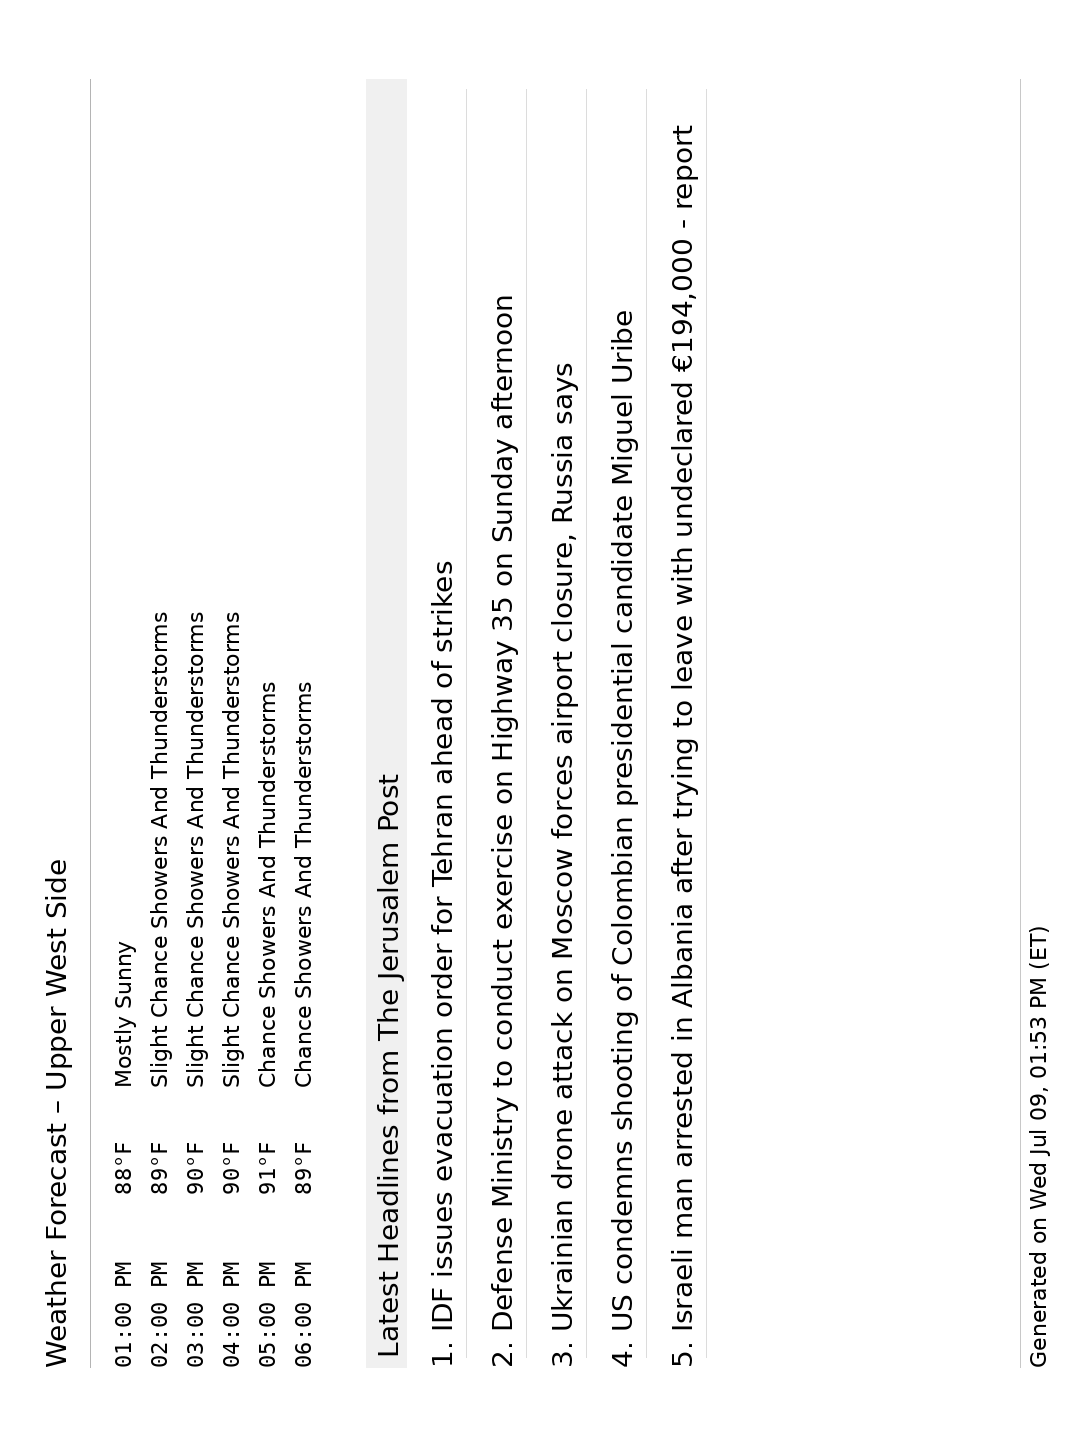 Weather Forecast – Upper West Side
01:00 PM 88°F Mostly Sunny
02:00 PM 89°F Slight Chance Showers And Thunderstorms
03:00 PM 90°F Slight Chance Showers And Thunderstorms
04:00 PM 90°F Slight Chance Showers And Thunderstorms
05:00 PM 91°F Chance Showers And Thunderstorms
06:00 PM 89°F Chance Showers And Thunderstorms
Latest Headlines from The Jerusalem Post
1. IDF issues evacuation order for Tehran ahead of strikes
2. Defense Ministry to conduct exercise on Highway 35 on Sunday afternoon
3. Ukrainian drone attack on Moscow forces airport closure, Russia says
4. US condemns shooting of Colombian presidential candidate Miguel Uribe
5. Israeli man arrested in Albania after trying to leave with undeclared €194,000 - report
Generated on Wed Jul 09, 01:53 PM (ET)